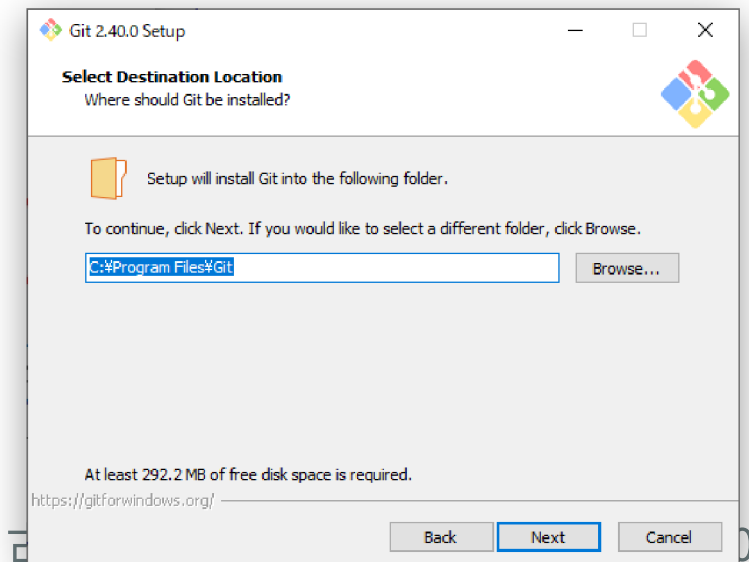 Git 2.40.0 Setup
Select Destination Location
Where should Git be installed?
Setup will install Git into the following folder.
To continue, click Next. If you would like to select a different folder, click Browse.
C:¥Program Files¥Git
Browse...
At least 292.2 MB of free disk space is required.
https://gitforwindows.org/
Back
Next
Cancel